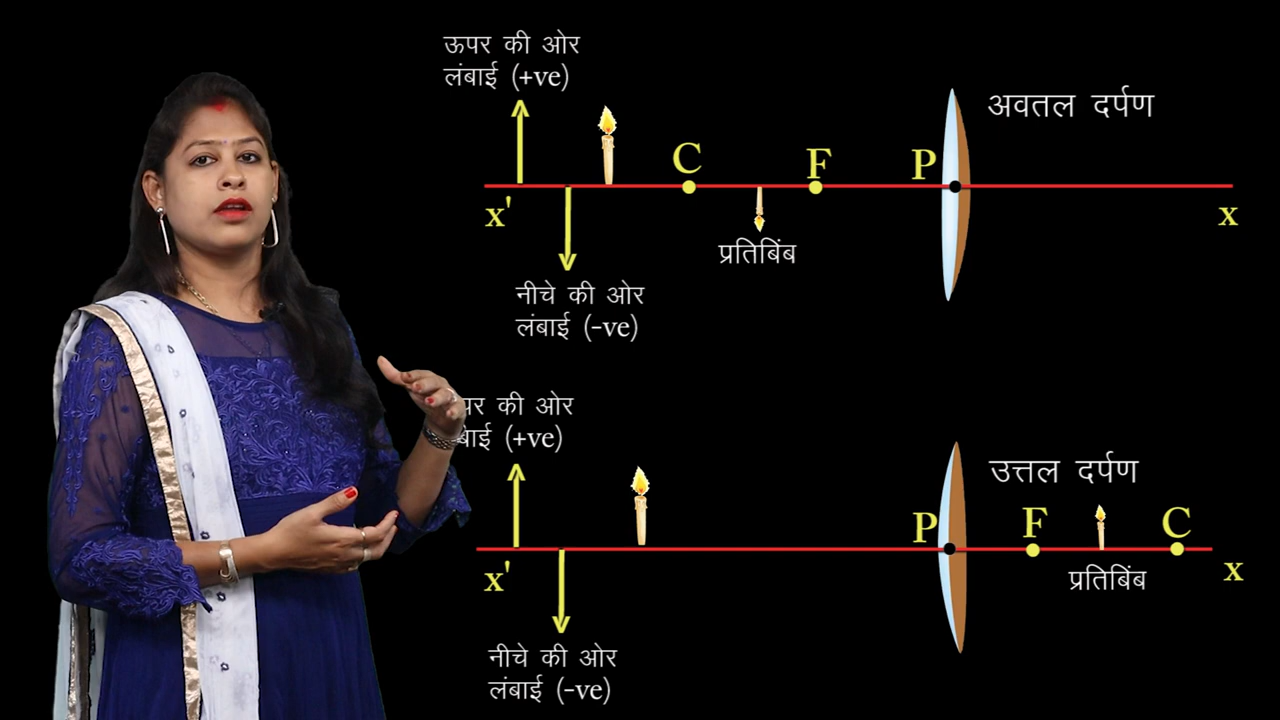 ऊपर की ओर
लंबाई (+ve)
अवतल दर्पण
C
F
P
x'
x
प्रतिबिंब
नीचे की ओर
लंबाई (-ve)
की ओर
(+ve)
उत्तल दर्पण
P
F
C
x'
x
प्रतिबिंब
नीचे की ओर
लंबाई (-ve)